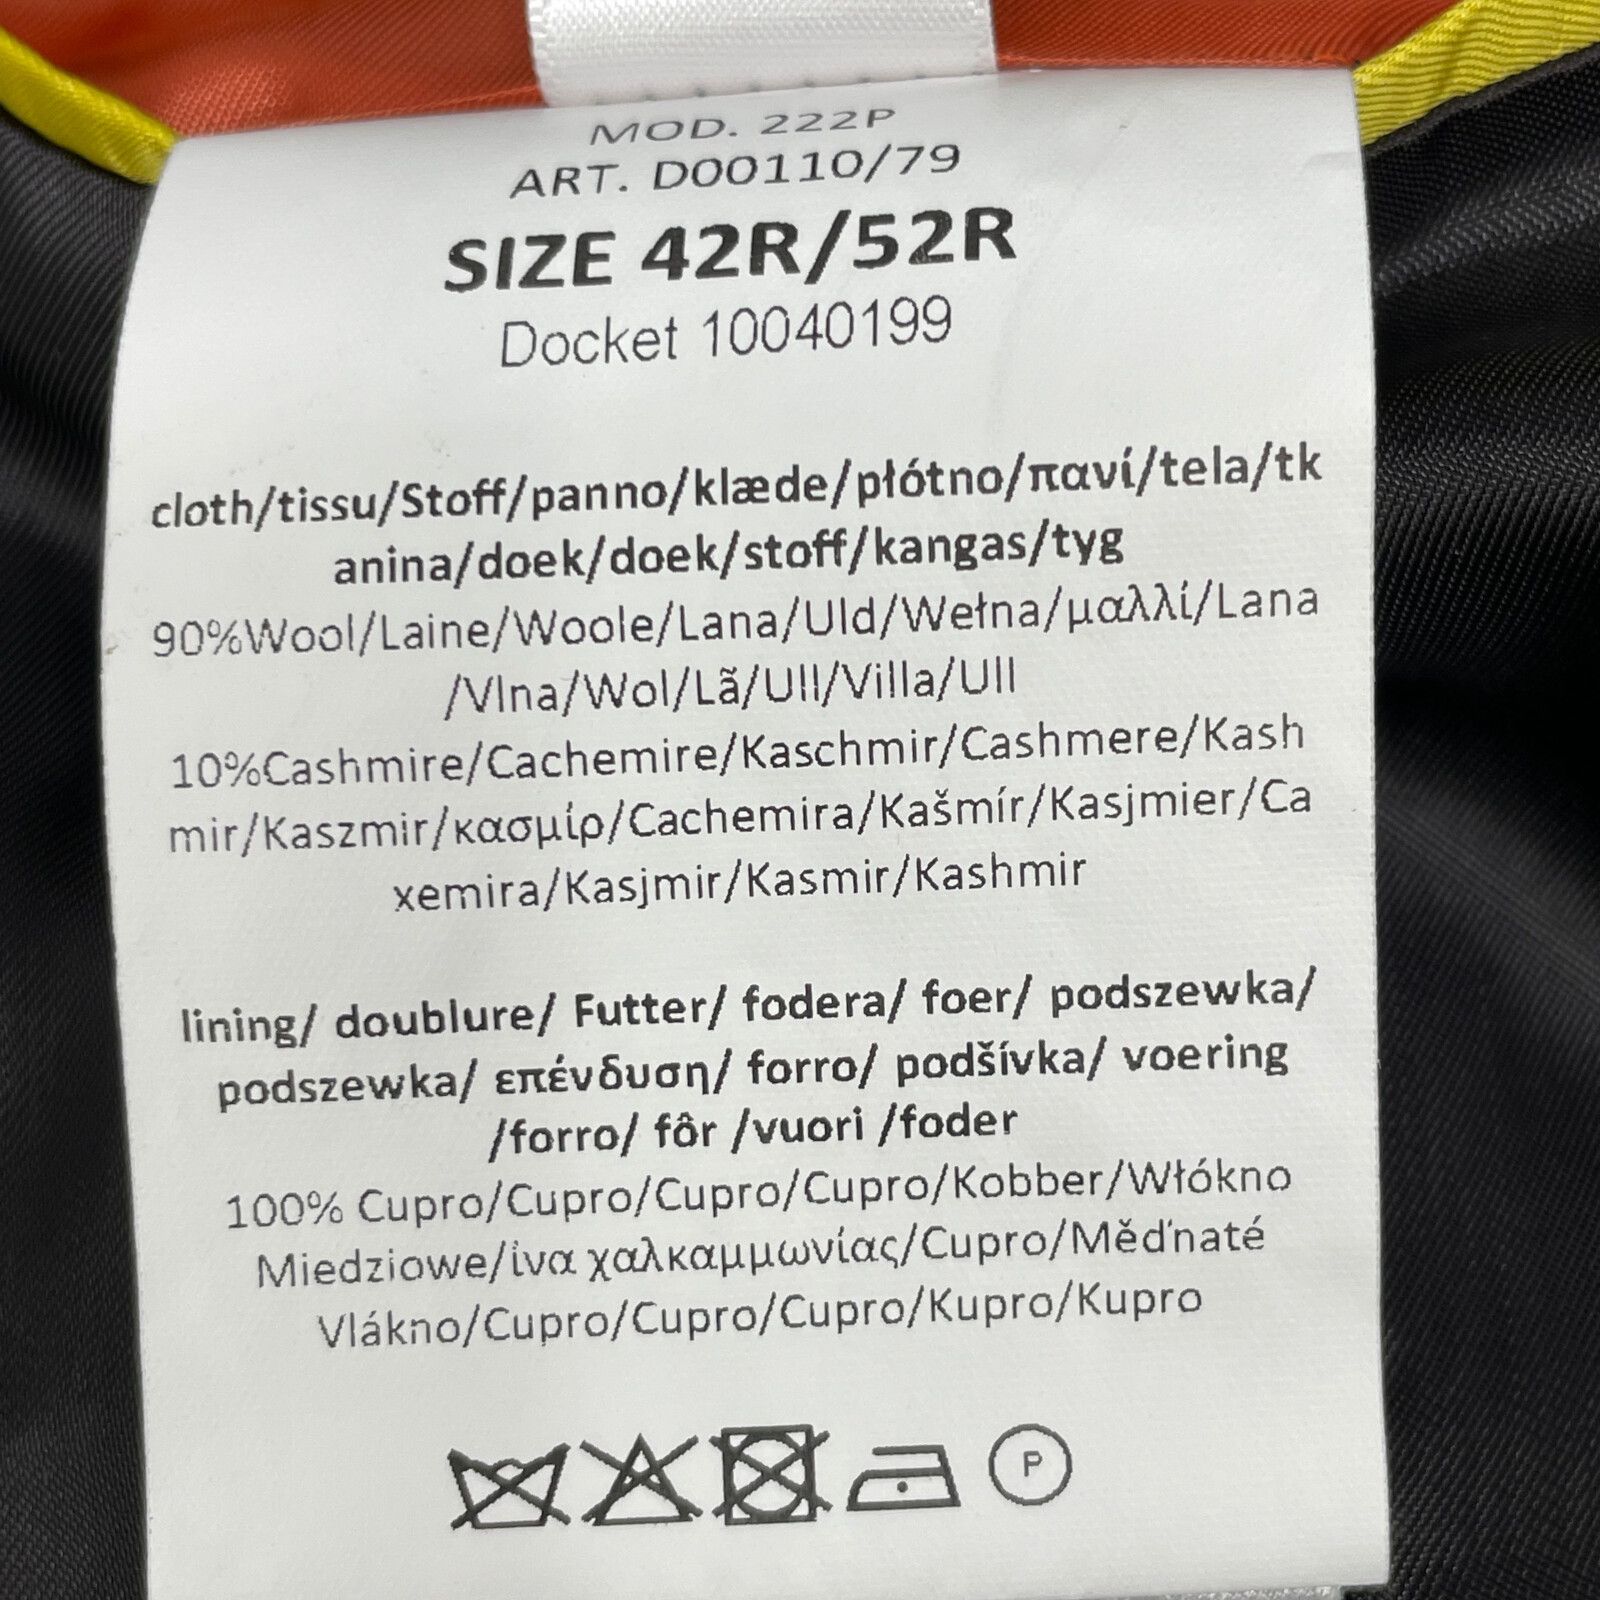 MOD. 222P
ART. D00110/79
SIZE 42R/52R
Docket 10040199
cloth/tissu/Stoff/panno/klæde/płótno/πανί/tela/tk
anina/doek/doek/stoff/kangas/tyg
90%Wool/Laine/Woole/Lana/Uld/Wełna/μαλλί/Lana
/Vlna/Wol/Lã/Ull/Villa/Ull
10%Cashmire/Cachemire/Kaschmir/Cashmere/Kash
mir/Kaszmir/κασμίρ/Cachemira/Kašmír/Kasjmier/Ca
xemira/Kasjmir/Kasmir/Kashmir
lining/ doublure/ Futter/ fodera/ foer/ podszewka/
podszewka/ επένδυση/ forro/ podšívka/ voering
/forro/ fôr /vuori /foder
100% Cupro/Cupro/Cupro/Cupro/Kobber/Włókno
Miedziowe/ίνα χαλκαμμωνίας/Cupro/Měďnaté
Vlákno/Cupro/Cupro/Cupro/Kupro/Kupro
P